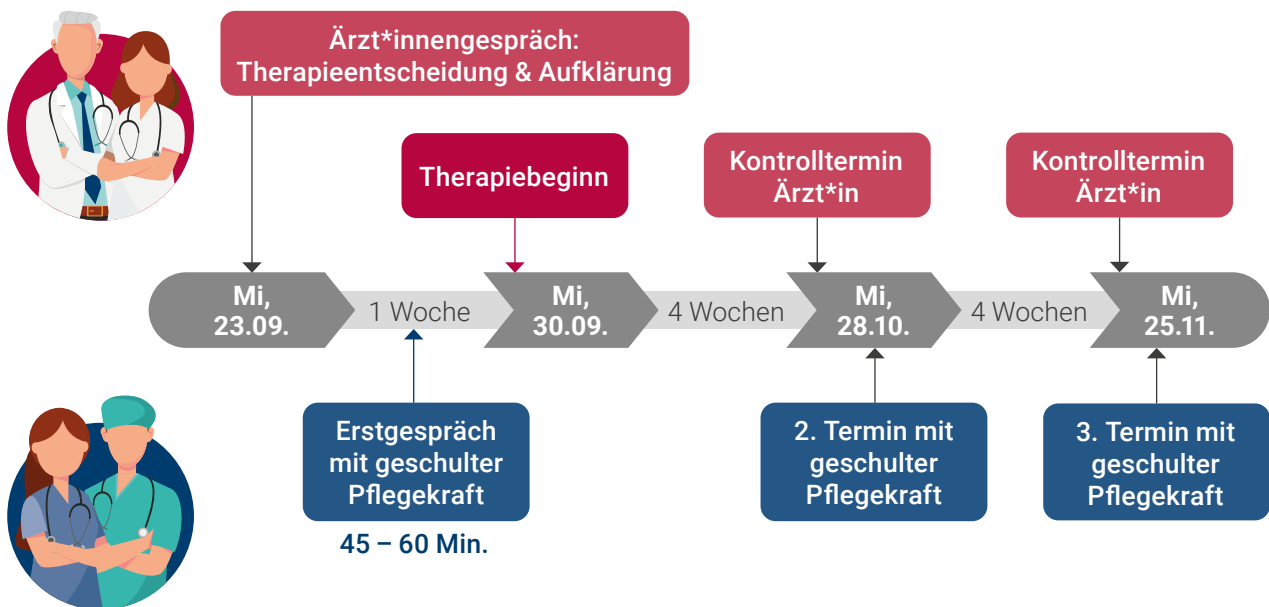 Ärzt*innengespräch:
Therapieentscheidung & Aufklärung
Therapiebeginn
Kontrolltermin
Ärzt*in
Kontrolltermin
Ärzt*in
Mi,
23.09.
1 Woche
Mi,
30.09.
4 Wochen
Mi,
28.10.
4 Wochen
Mi,
25.11.
Erstgespräch
mit geschulter
Pflegekraft
45 – 60 Min.
2. Termin mit
geschulter
Pflegekraft
3. Termin mit
geschulter
Pflegekraft